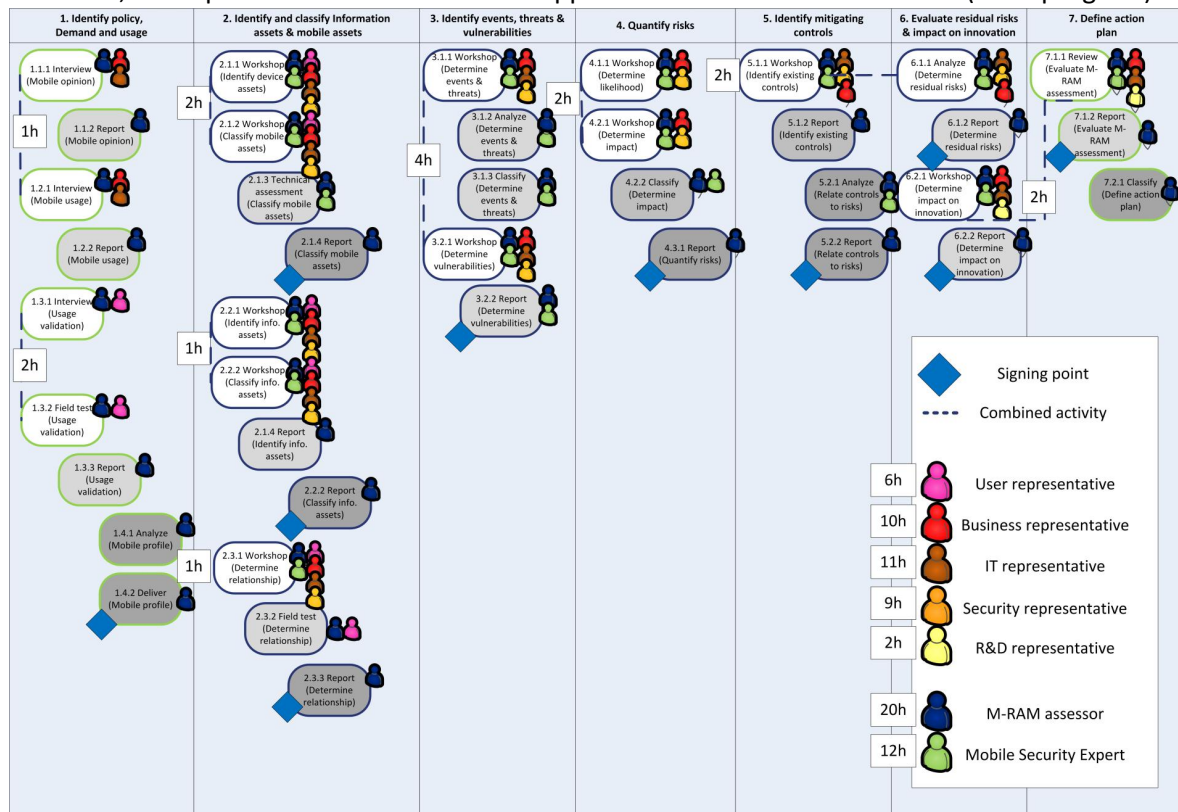 1. Identify policy,
Demand and usage
2. Identify and classify Information
assets & mobile assets
3. Identify events, threats &
vulnerabilities
4. Quantify risks
5. Identify mitigating
controls
6. Evaluate residual risks
& impact on innovation
7. Define action
plan
1.1.1 Interview
(Mobile opinion)
1h
1.1.2 Report
(Mobile opinion)
1.2.1 Interview
(Mobile usage)
1.2.2 Report
(Mobile usage)
1.3.1 Interview
(Usage
validation)
2h
1.3.2 Field test
(Usage
validation)
1.3.3 Report
(Usage
validation)
1.4.1 Analyze
(Mobile profile)
1.4.2 Deliver
(Mobile profile)
2.1.1 Workshop
(Identify device
assets)
2h
2.1.2 Workshop
(Classify mobile
assets)
2.1.3 Technical
assessment
(Classify mobile
assets)
2.1.4 Report
(Classify mobile
assets)
2.2.1 Workshop
(Identify info.
assets)
1h
2.2.2 Workshop
(Classify info.
assets)
2.1.4 Report
(Identify info.
assets)
2.2.2 Report
(Classify info.
assets)
1h
2.3.1 Workshop
(Determine
relationship)
2.3.2 Field test
(Determine
relationship)
2.3.3 Report
(Determine
relationship)
3.1.1 Workshop
(Determine
events &
threats)
3.1.2 Analyze
(Determine
events &
threats)
4h
3.1.3 Classify
(Determine
events &
threats)
3.2.1 Workshop
(Determine
vulnerabilities)
3.2.2 Report
(Determine
vulnerabilities)
4.1.1 Workshop
(Determine
likelihood)
2h
4.2.1 Workshop
(Determine
impact)
4.2.2 Classify
(Determine
impact)
4.3.1 Report
(Quantify risks)
2h
5.1.1 Workshop
(Identify existing
controls)
5.1.2 Report
(Identify existing
controls)
5.2.1 Analyze
(Relate controls
to risks)
5.2.2 Report
(Relate controls
to risks)
6.1.1 Analyze
(Determine
residual risks)
6.1.2 Report
(Determine
residual risks)
6.2.1 Workshop
(Determine
impact on
innovation)
6.2.2 Report
(Determine
impact on
innovation)
7.1.1 Review
(Evaluate M-
RAM
assessment)
7.1.2 Report
(Evaluate M-RAM
assessment)
2h
7.2.1 Classify
(Define action
plan)
Signing point
Combined activity
6h
User representative
10h
Business representative
11h
IT representative
9h
Security representative
2h
R&D representative
20h
M-RAM assessor
12h
Mobile Security Expert